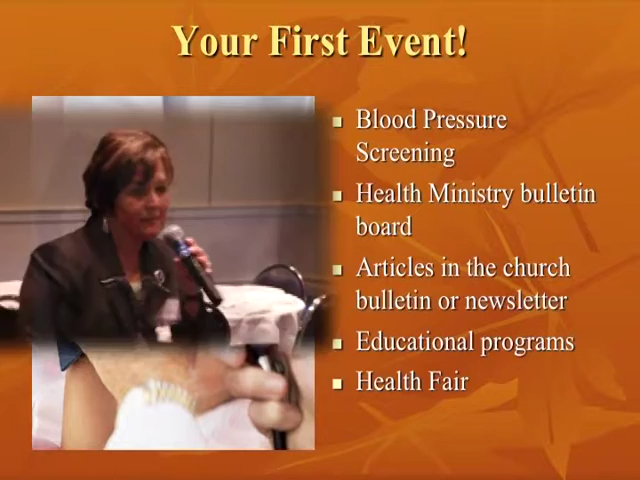 Your First Event!
Blood Pressure
Screening
Health Ministry bulletin
board
Articles in the church
bulletin or newsletter
Educational programs
Health Fair